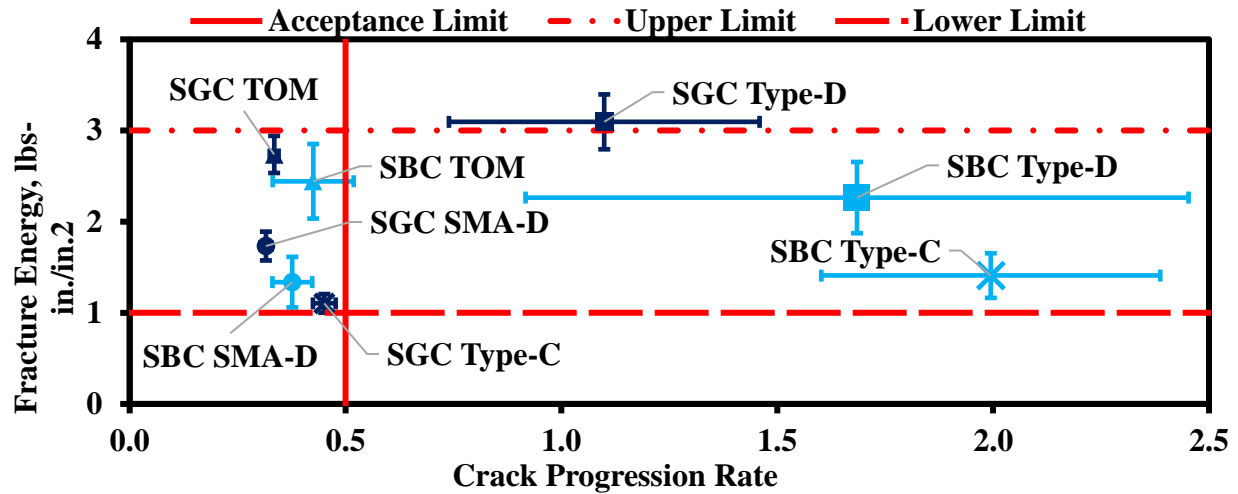 Acceptance Limit Upper Limit Lower Limit
4
SGC TOM
SGC Type-D
3
SBC TOM
SBC Type-D
SGC SMA-D
2
SBC Type-C
1
SBC SMA-D
SGC Type-C
0
Fracture Energy, lbs-
in./in.2
0.0 0.5 1.0 1.5 2.0 2.5
Crack Progression Rate